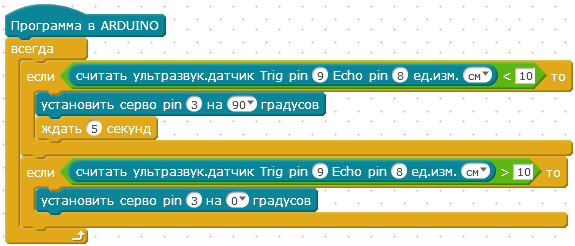 Программа в ARDUINO
всегда
если считать ультразвук.датчик Trig pin 9 Echo pin 8 ед.изм. см < 10 то
установить серво pin 3 на 90 градусов
ждать 5 секунд
если считать ультразвук.датчик Trig pin 9 Echo pin 8 ед.изм. см > 10 то
установить серво pin 3 на 0 градусов